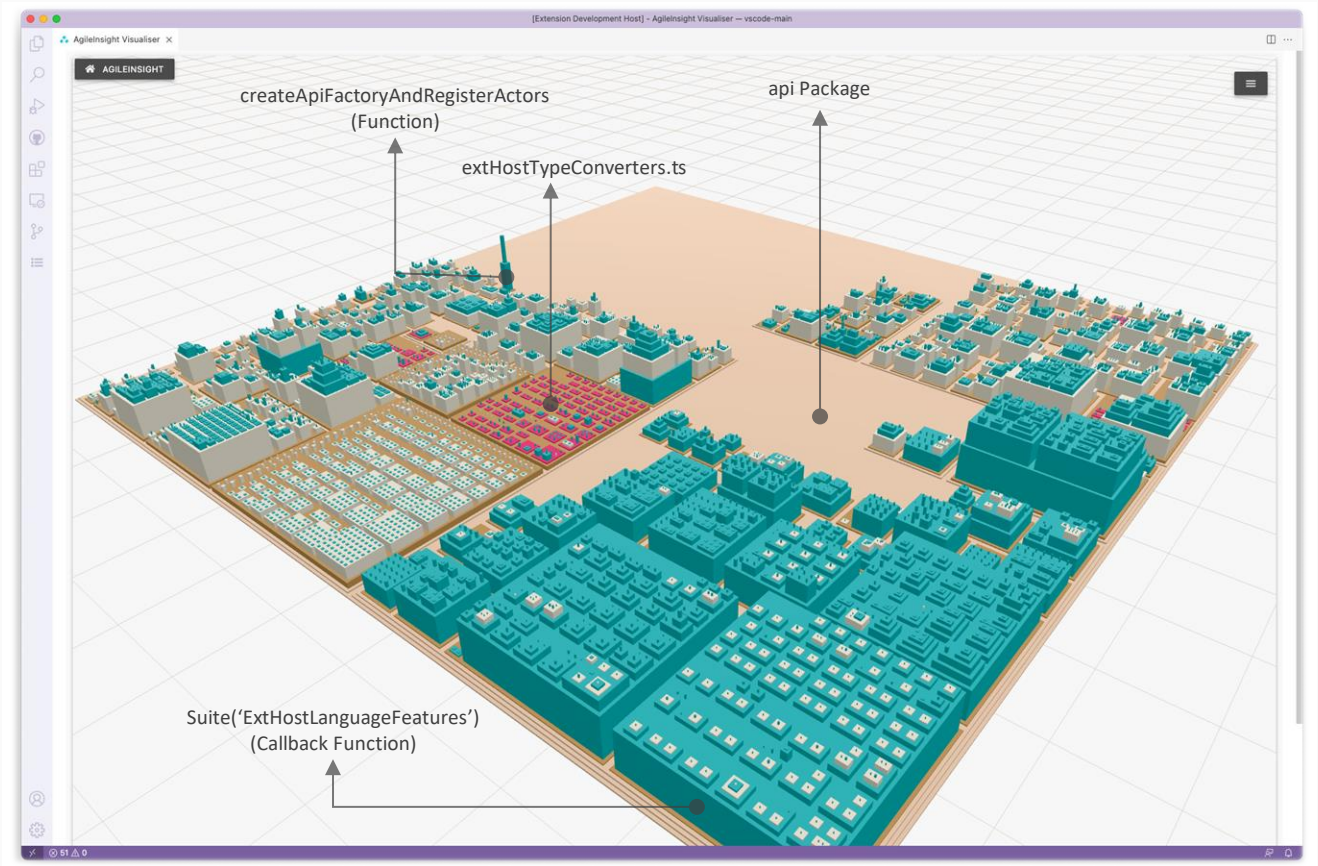 [Extension Development Host] - AgileInsight Visualiser — vscode-main
AgileInsight Visualiser
AGILEINSIGHT
createApiFactoryAndRegisterActors
(Function)
api Package
extHostTypeConverters.ts
Suite(‘ExtHostLanguageFeatures’)
(Callback Function)
51 0